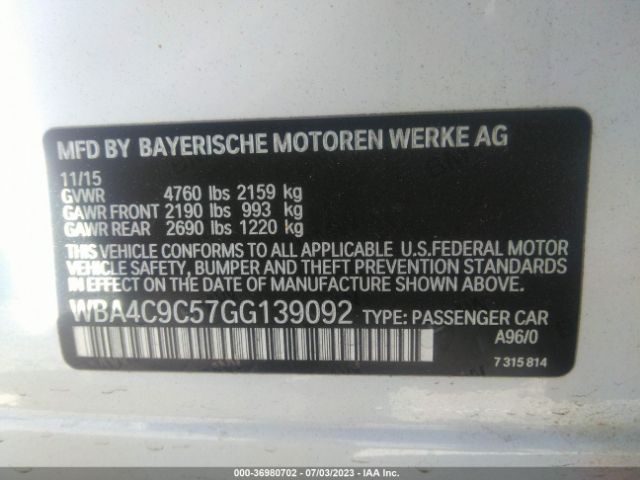 MFD BY BAYERISCHE MOTOREN WERKE AG
11/15
GVWR 4760 lbs 2159 kg
GAWR FRONT 2190 lbs 993 kg
GAWR REAR 2690 lbs 1220 kg
THIS VEHICLE CONFORMS TO ALL APPLICABLE U.S.FEDERAL MOTOR
VEHICLE SAFETY, BUMPER AND THEFT PREVENTION
STANDARDS IN EFFECT ON THE DATE OF MANUFACTURE SHOWN ABOVE.
WBA4C9C57GG139092 TYPE: PASSENGER CAR
A96/0
7 315 814
000-36980702 - 07/03/2023 - IAA.com